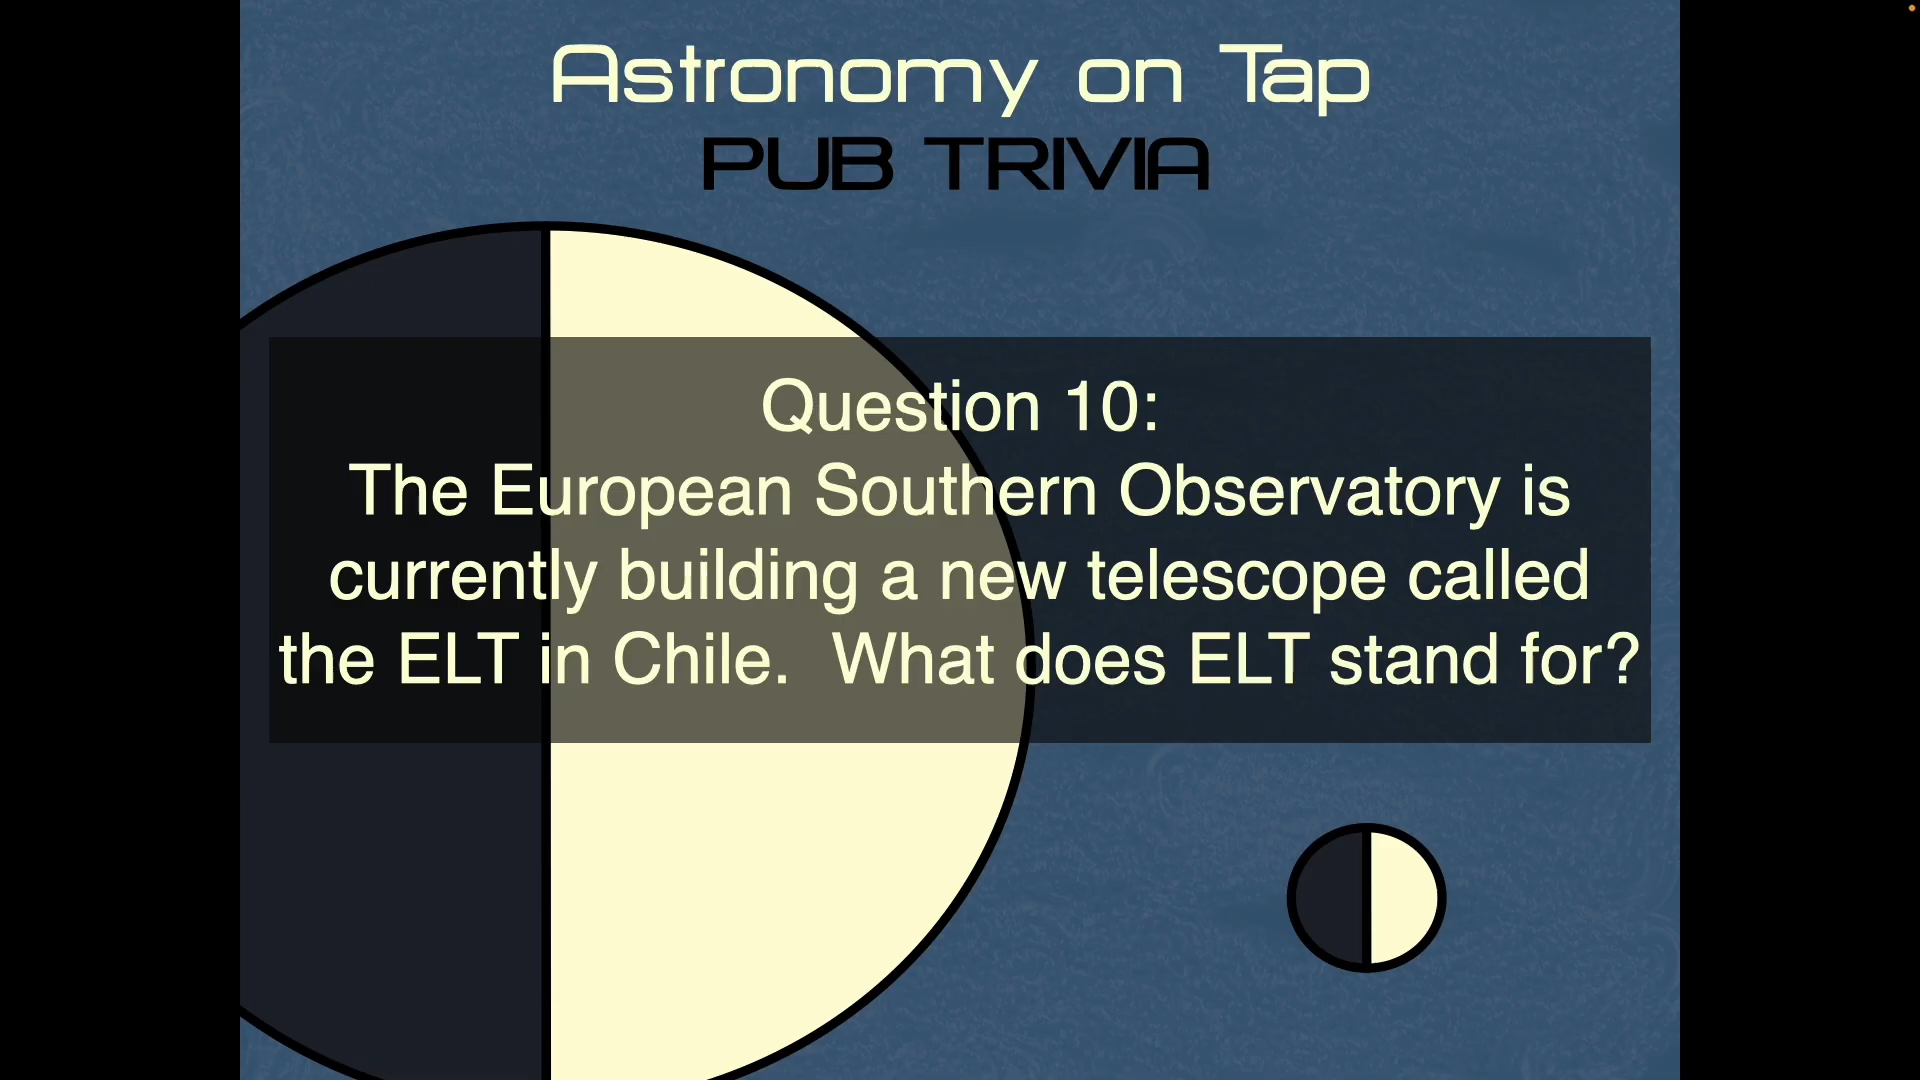 Astronomy on Tap
PUB TRIVIA
Question 10:
The European Southern Observatory is
currently building a new telescope called
the ELT in Chile.  What does ELT stand for?